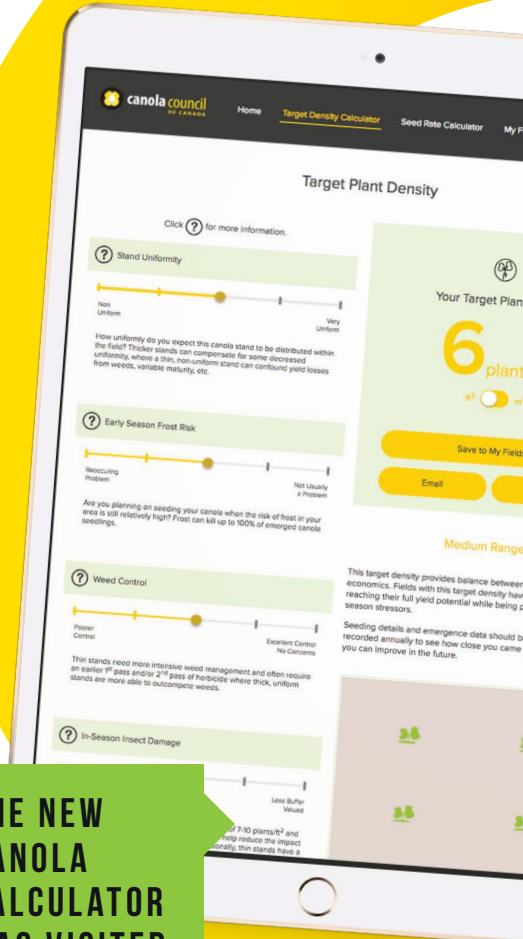 canola council
OF CANADA
Home
Target Density Calculator
Seed Rate Calculator
My F
Target Plant Density
Click ? for more information.
? Stand Uniformity
Non
Uniform
Very
Uniform
How uniformly do you expect this canola stand to be distributed within
the field? Thicker stands can compensate for some decreased
uniformity, where a thin, non-uniform stand can confound yield losses
from weeds, variable maturity, etc.
? Early Season Frost Risk
Reoccuring
Problem
Not Usually
a Problem
Are you planning on seeding your canola when the risk of frost in your
area is still relatively high? Frost can kill up to 100% of emerged canola
seedlings.
? Weed Control
Poorer
Control
Excellent Control
No Concerns
Thin stands need more intensive weed management and often require
an earlier 1st pass and/or 2nd pass of herbicide where thick, uniform
stands are more able to outcompete weeds.
? In-Season Insect Damage
Less Buffer
Valued
of 7-10 plants/ft² and
help reduce the impact
ionally, thin stands have a
Your Target Plan
6 plant
ft² m
Save to My Fields
Email
Medium Range
This target density provides balance between
economics. Fields with this target density hav
reaching their full yield potential while being p
season stressors.
Seeding details and emergence data should b
recorded annually to see how close you came
you can improve in the future.
HE NEW
ANOLA
ALCULATOR
AS VISITED